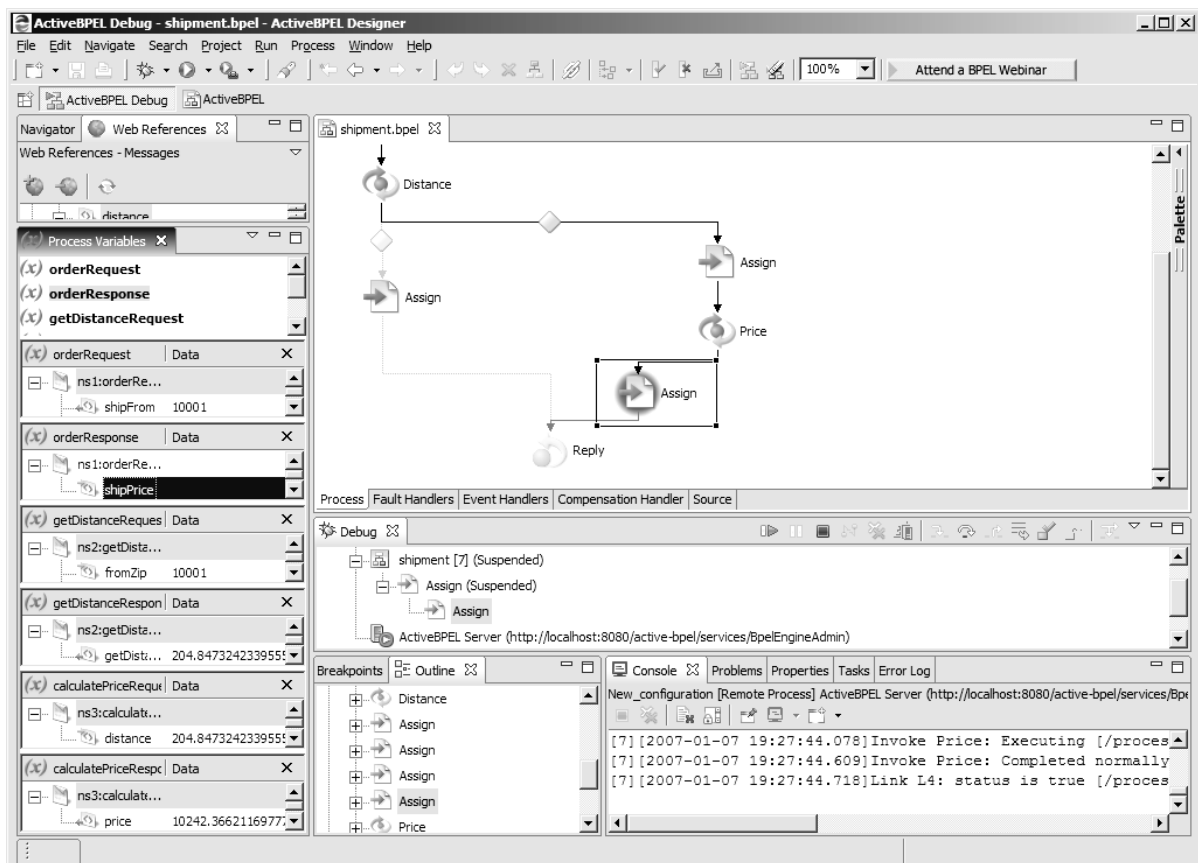 ActiveBPEL Debug - shipment.bpel - ActiveBPEL Designer
File Edit Navigate Search Project Run Process Window Help
100% Attend a BPEL Webinar
ActiveBPEL Debug ActiveBPEL
Navigator Web References
Web References - Messages
distance
Process Variables
(x) orderRequest
(x) orderResponse
(x) getDistanceRequest
(x) orderRequest Data
ns1:orderRe...
shipFrom 10001
(x) orderResponse Data
ns1:orderRe...
shipPrice
(x) getDistanceReques Data
ns2:getDista...
fromZip 10001
(x) getDistanceRespon Data
ns2:getDista...
getDista... 204.8473242339555
(x) calculatePriceReque Data
ns3:calculate...
distance 204.8473242339555
(x) calculatePriceRespo Data
ns3:calculate...
price 10242.36621169777
shipment.bpel
Distance
Assign
Assign
Price
Assign
Reply
Palette
Process Fault Handlers Event Handlers Compensation Handler Source
Debug
shipment [7] (Suspended)
Assign (Suspended)
Assign
ActiveBPEL Server (http://localhost:8080/active-bpel/services/BpelEngineAdmin)
Breakpoints Outline
Distance
Assign
Assign
Assign
Assign
Price
Console Problems Properties Tasks Error Log
New_configuration [Remote Process] ActiveBPEL Server (http://localhost:8080/active-bpel/services/Bpe
[7][2007-01-07 19:27:44.078]Invoke Price: Executing [/proces
[7][2007-01-07 19:27:44.609]Invoke Price: Completed normally
[7][2007-01-07 19:27:44.718]Link L4: status is true [/proces